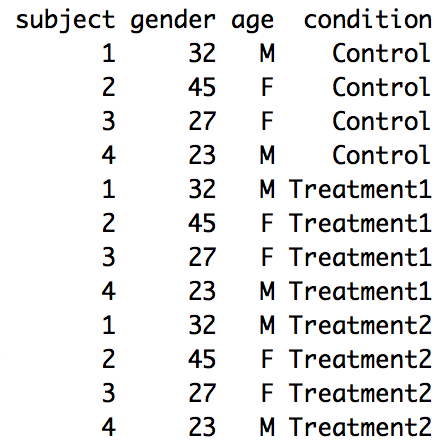 subject gender age condition
1 32 M Control
2 45 F Control
3 27 F Control
4 23 M Control
1 32 M Treatment1
2 45 F Treatment1
3 27 F Treatment1
4 23 M Treatment1
1 32 M Treatment2
2 45 F Treatment2
3 27 F Treatment2
4 23 M Treatment2